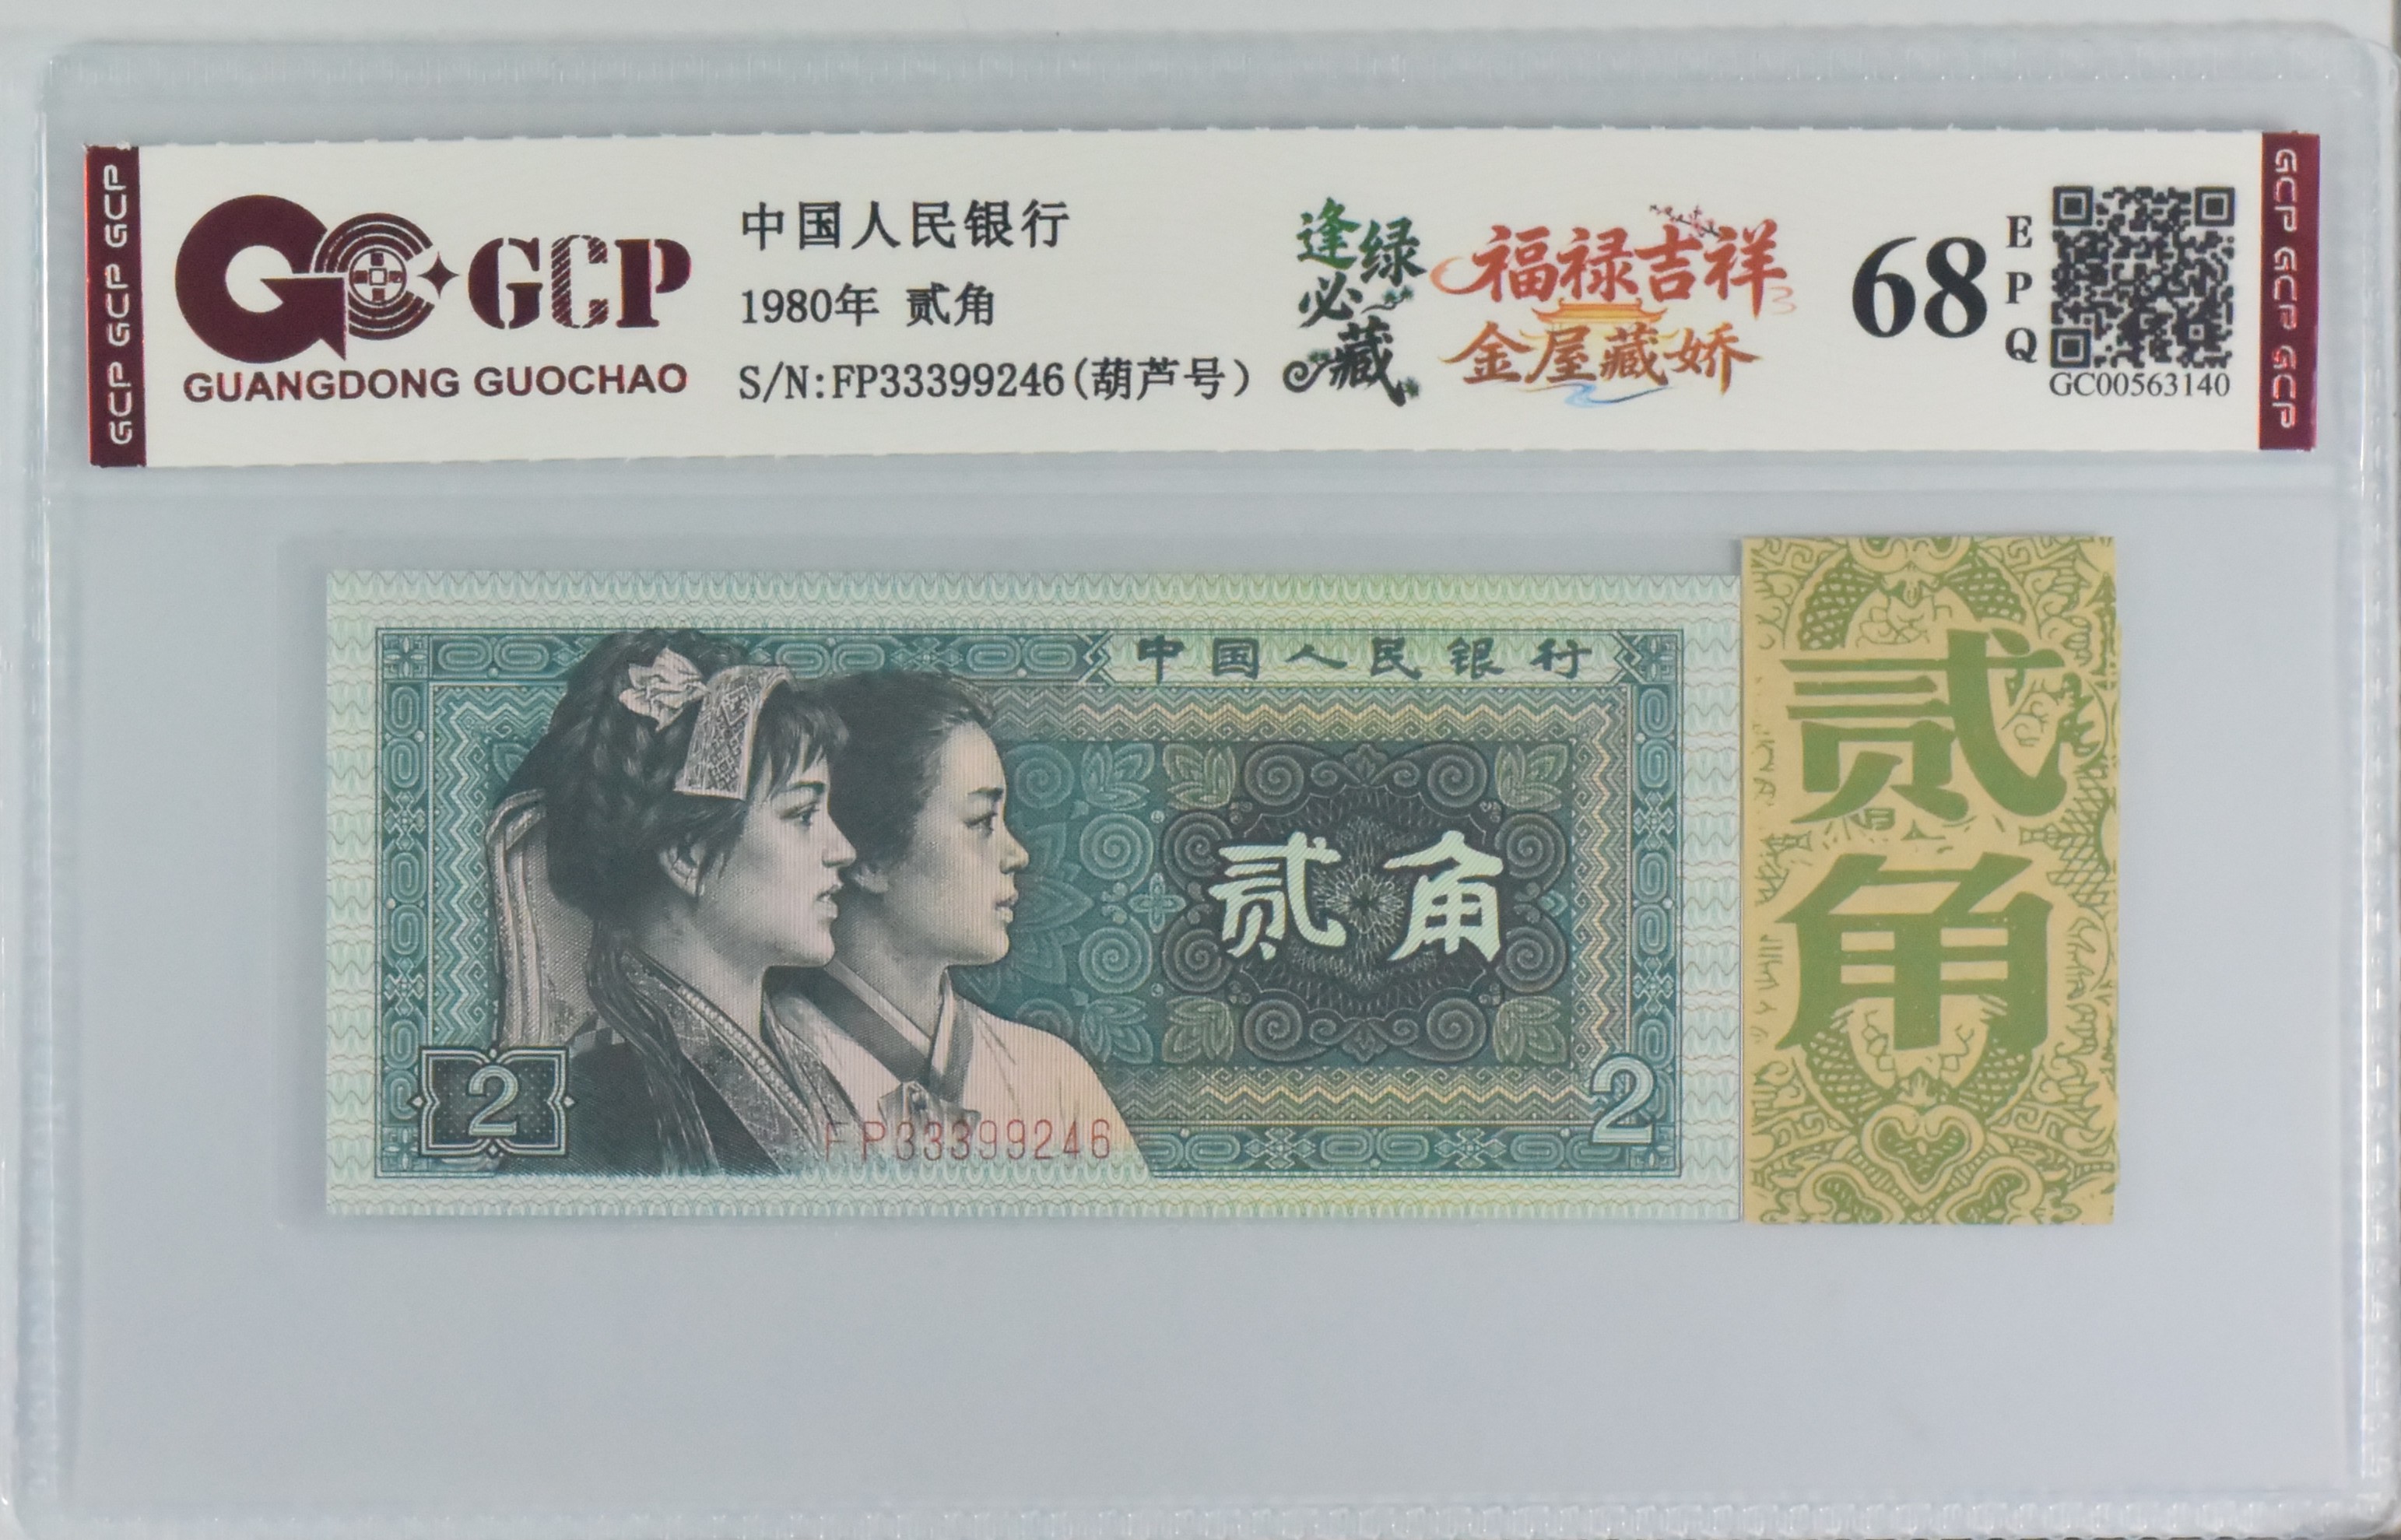 GCP GCP GCP
GCP
GUANGDONG GUOCHAO
中国人民银行
1980年 贰角
S/N:FP33399246(葫芦号)
逢绿
必藏
福禄吉祥
金屋藏娇
68
EPQ
GC00563140
GCP GCP GCP
中国人民银行
贰角
2
FP33399246
2
贰角